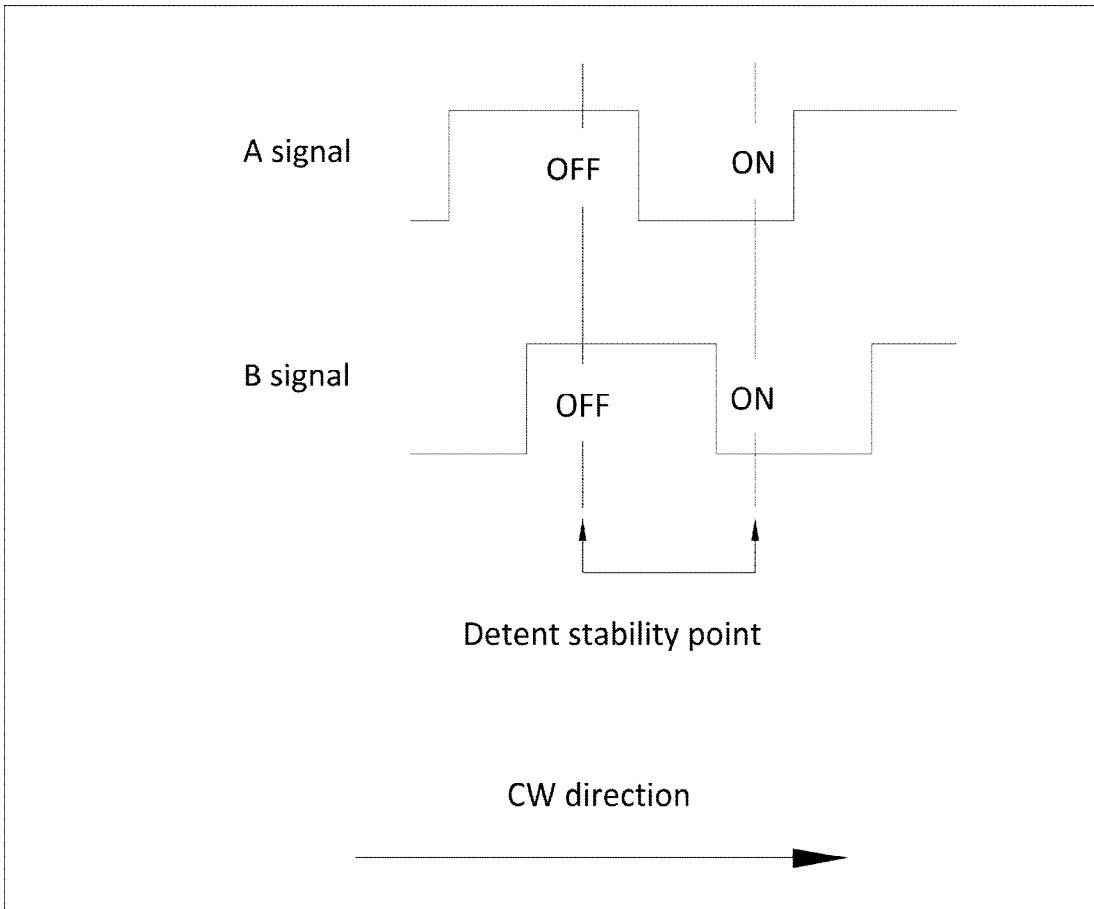 A signal
OFF
ON
B signal
OFF
ON
Detent stability point
CW direction